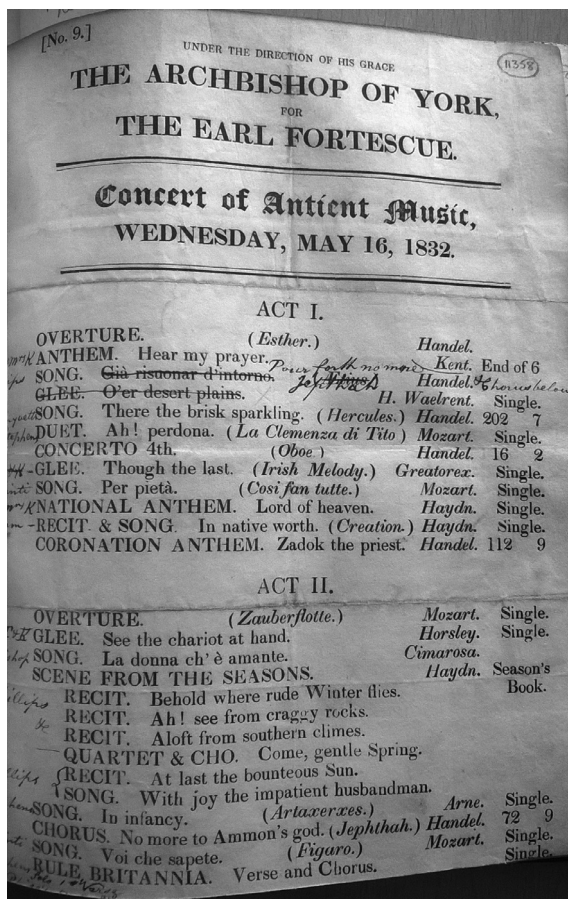 [No. 9.]
11358
UNDER THE DIRECTION OF HIS GRACE
THE ARCHBISHOP OF YORK,
FOR
THE EARL FORTESCUE.
Concert of Antient Music,
WEDNESDAY, MAY 16, 1832.
ACT I.
OVERTURE. (Esther.) Handel.
ANTHEM. Hear my prayer. Kent. End of 6
Pour forth no more
SONG. Già risuonar d'intorno. Jephthah Handel. & Chorus below
GLEE. O'er desert plains. H. Waelrent. Single.
SONG. There the brisk sparkling. (Hercules.) Handel. 202 7
DUET. Ah! perdona. (La Clemenza di Tito) Mozart. Single.
CONCERTO 4th. (Oboe) Handel. 16 2
GLEE. Though the last. (Irish Melody.) Greatorex. Single.
SONG. Per pietà. (Cosi fan tutte.) Mozart. Single.
NATIONAL ANTHEM. Lord of heaven. Haydn. Single.
RECIT. & SONG. In native worth. (Creation.) Haydn. Single.
CORONATION ANTHEM. Zadok the priest. Handel. 112 9
ACT II.
OVERTURE. (Zauberflotte.) Mozart. Single.
GLEE. See the chariot at hand. Horsley. Single.
SONG. La donna ch' è amante. Cimarosa.
SCENE FROM THE SEASONS. Haydn. Season's
Book.
RECIT. Behold where rude Winter flies.
RECIT. Ah! see from craggy rocks.
RECIT. Aloft from southern climes.
QUARTET & CHO. Come, gentle Spring.
RECIT. At last the bounteous Sun.
SONG. With joy the impatient husbandman.
SONG. In infancy. (Artaxerxes.) Arne. Single.
CHORUS. No more to Ammon's god. (Jephthah.) Handel. 72 9
SONG. Voi che sapete. (Figaro.) Mozart. Single.
RULE BRITANNIA. Verse and Chorus. Single.